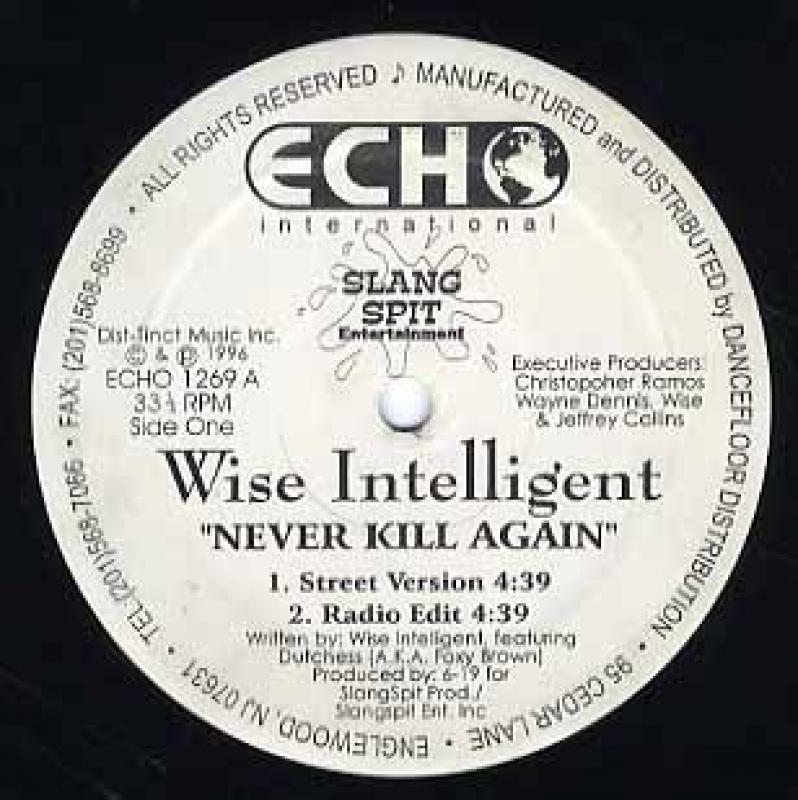 ALL RIGHTS RESERVED ♪ MANUFACTURED and DISTRIBUTED by DANCEFLOOR DISTRIBUTION • 95 CEDAR LANE • ENGLEWOOD, NJ 07631 • TEL:(201)568-7066 • FAX: (201)568-8699 •
ECHO
international
SLANG
SPIT
Entertainment
Dist-Tinct Music Inc.
© & ℗ 1996
ECHO 1269 A
33⅓ RPM
Side One
Executive Producers:
Christopoher Ramos
Wayne Dennis, Wise
& Jeffrey Collins
Wise Intelligent
"NEVER KILL AGAIN"
1. Street Version 4:39
2. Radio Edit 4:39
Written by: Wise Intelligent, featuring
Dutchess (A.K.A. Foxy Brown)
Produced by: 6-19 for
SlangSpit Prod./
Slangspit Ent. Inc